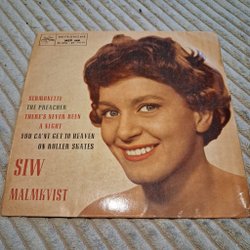 SERMONETTE
THE PREACHER
THERE'S NEVER BEEN
A NIGHT
YOU CAN'T GET TO HEAVEN
ON ROLLER SKATES
SIW
MALMKVIST